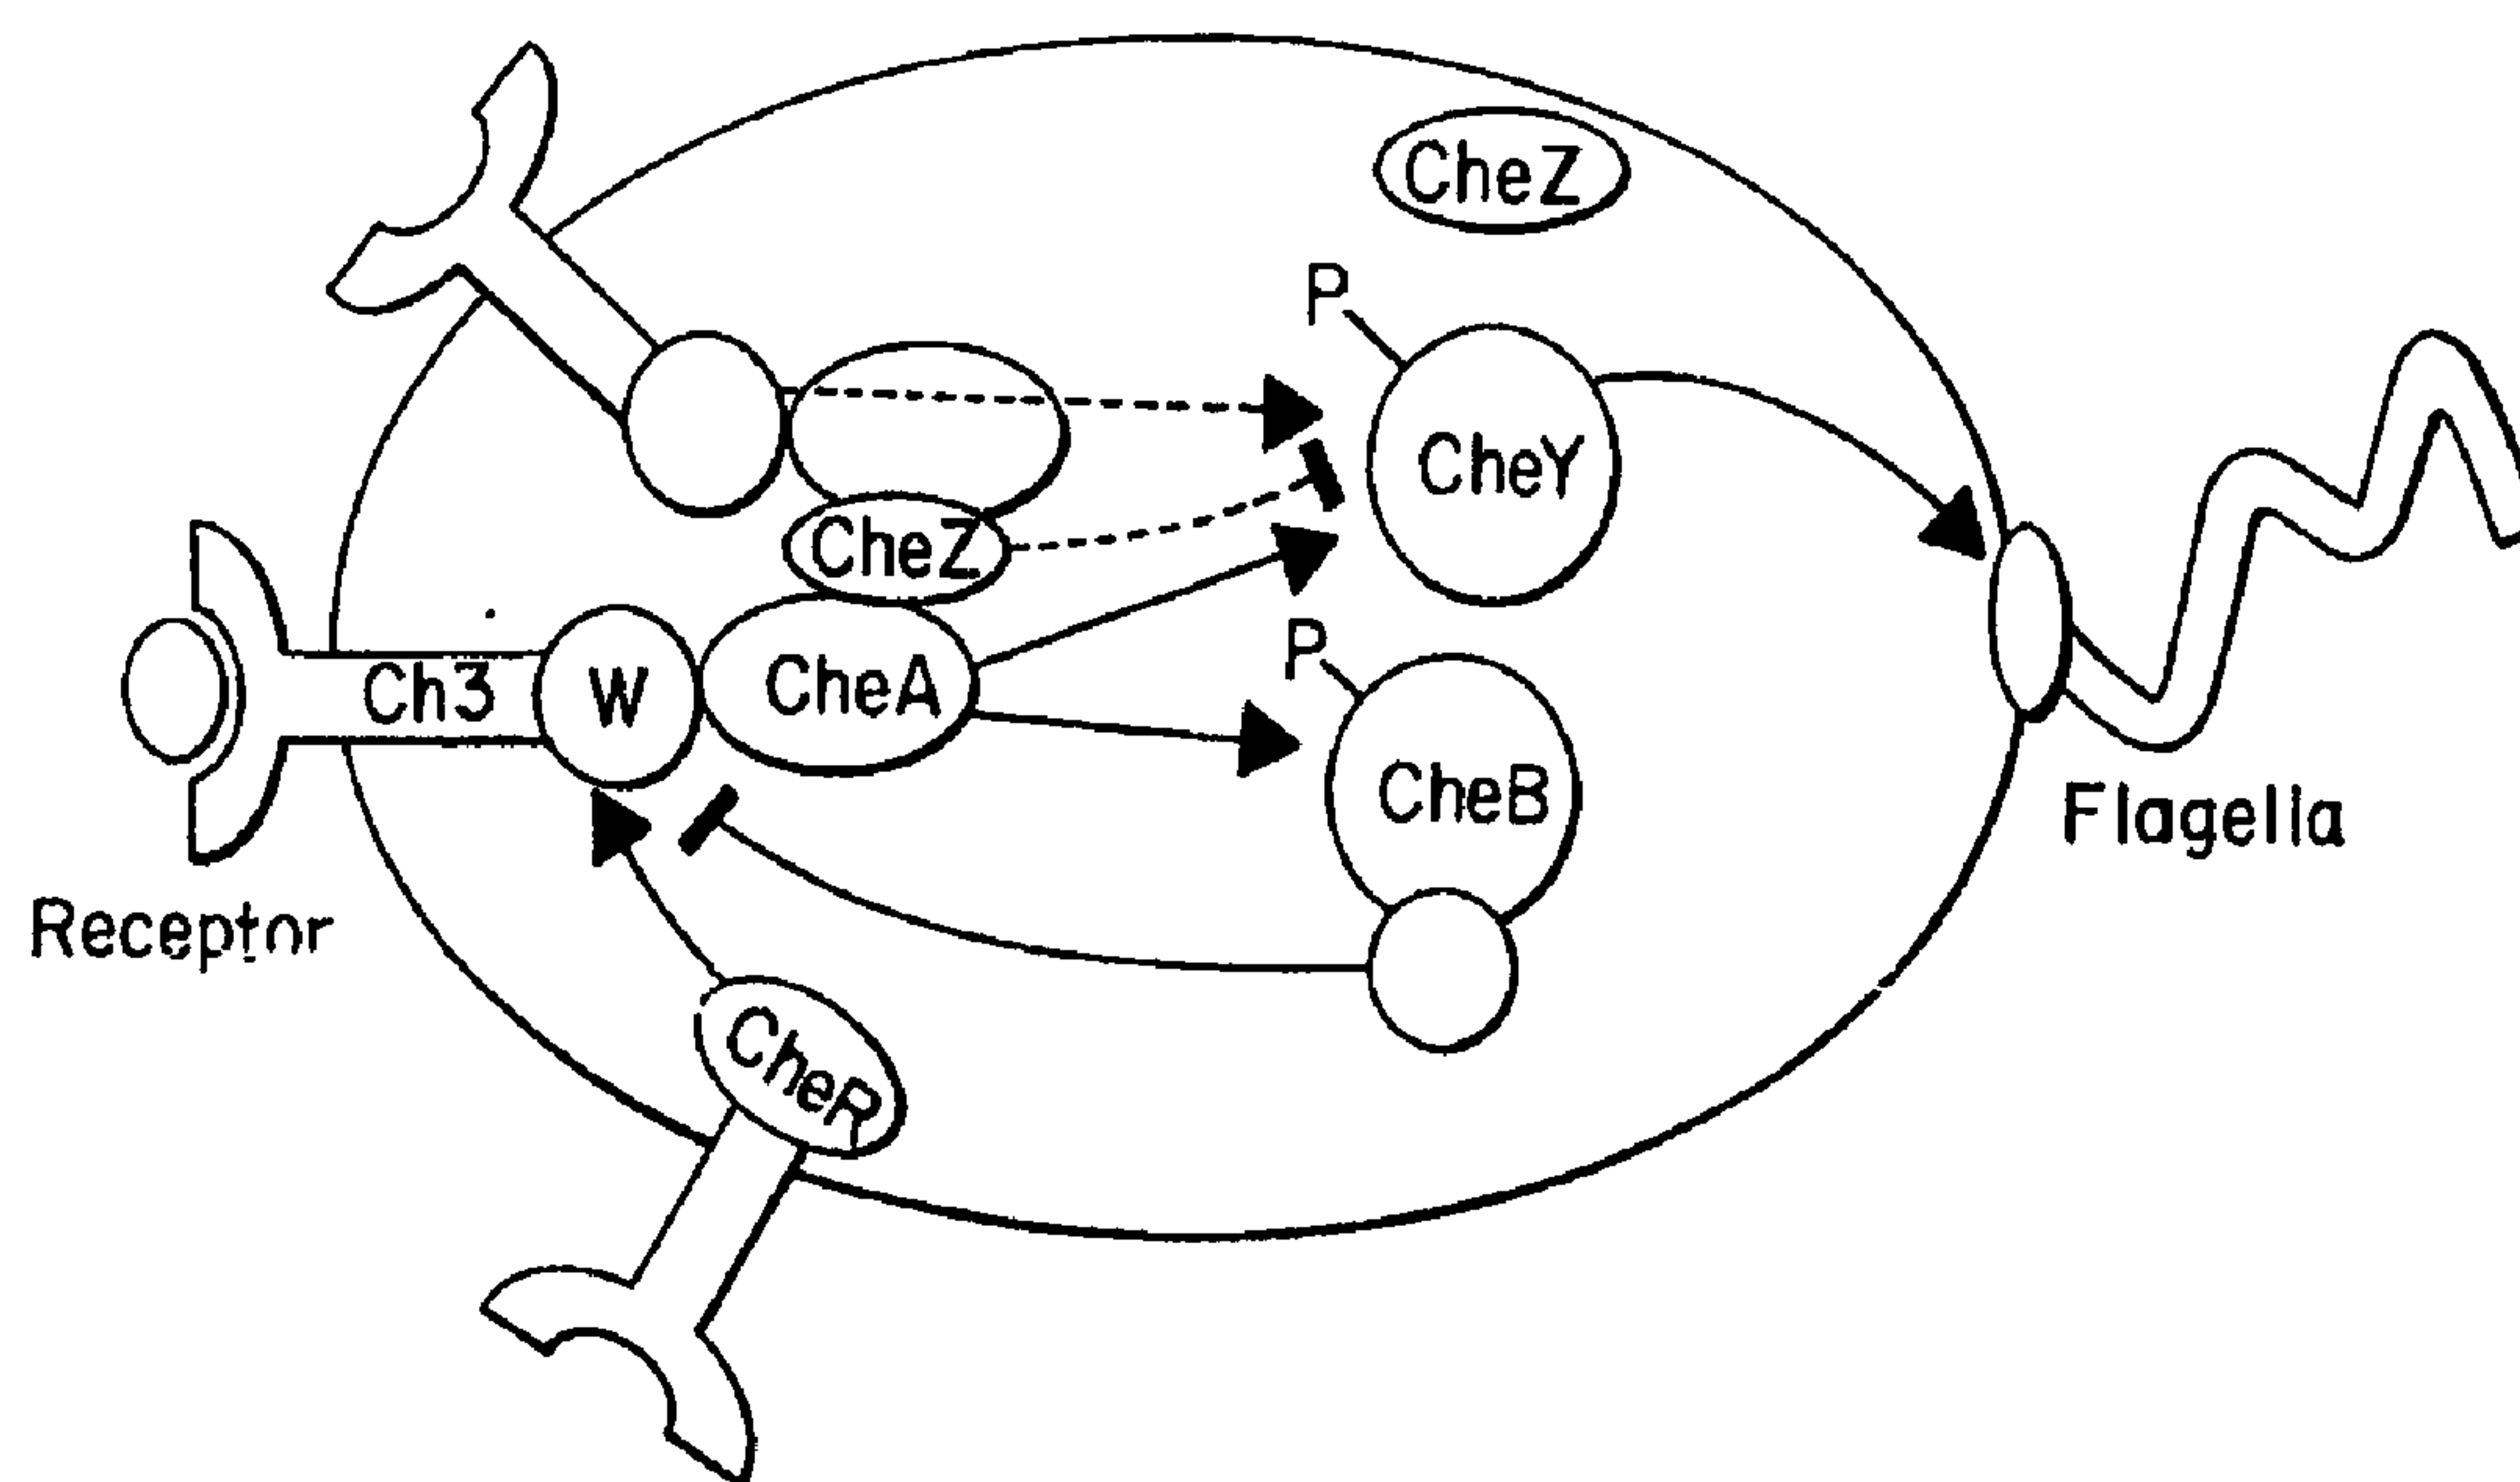 CheZ
P
CheY
CheZ
P
Ch3
W
CheA
CheB
Flagella
Receptor
CheR